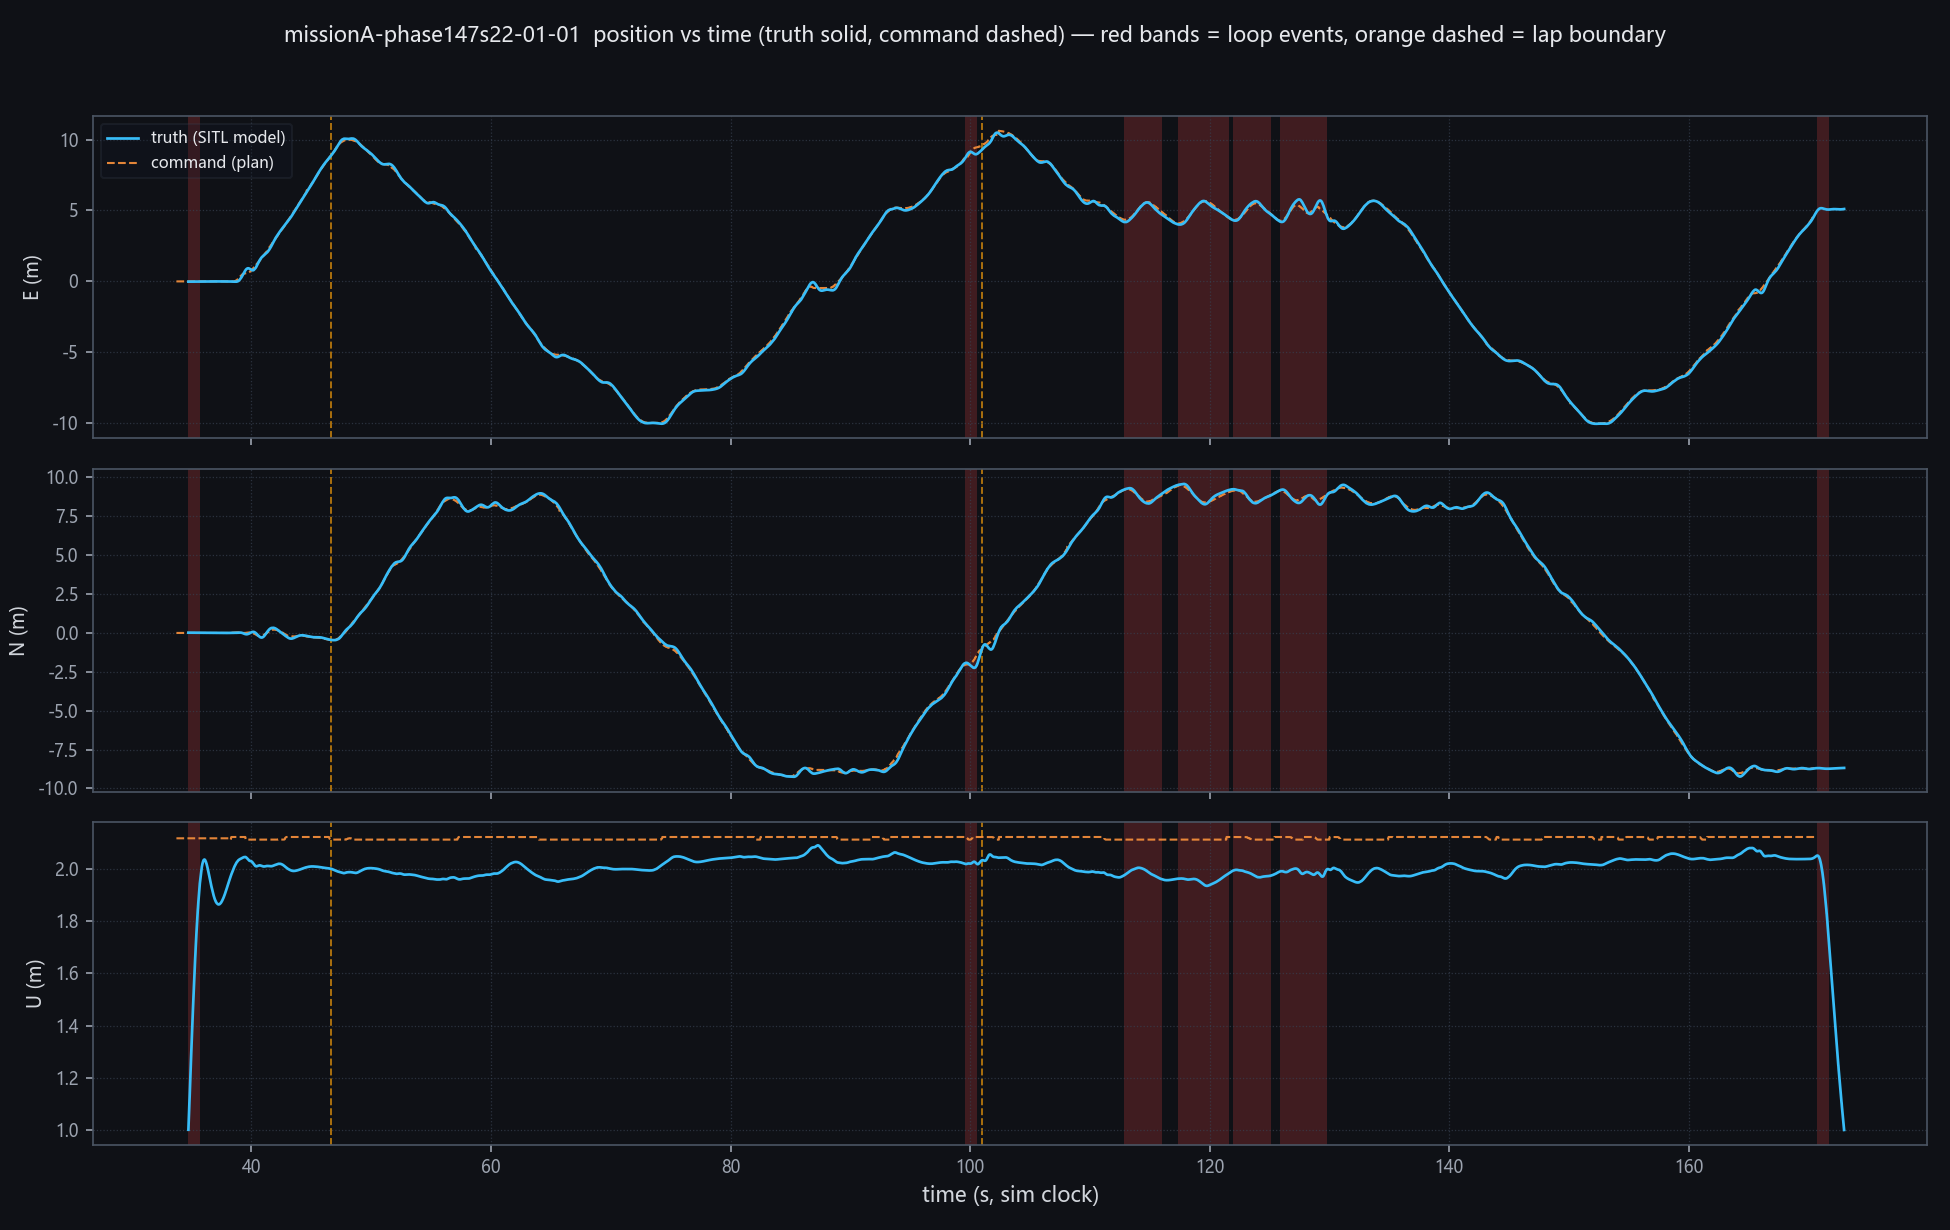 missionA-phase147s22-01-01  position vs time (truth solid, command dashed) — red bands = loop events, orange dashed = lap boundary
truth (SITL model)
command (plan)
E (m)
10
5
0
-5
-10
N (m)
10.0
7.5
5.0
2.5
0.0
-2.5
-5.0
-7.5
-10.0
U (m)
2.0
1.8
1.6
1.4
1.2
1.0
40 60 80 100 120 140 160
time (s, sim clock)